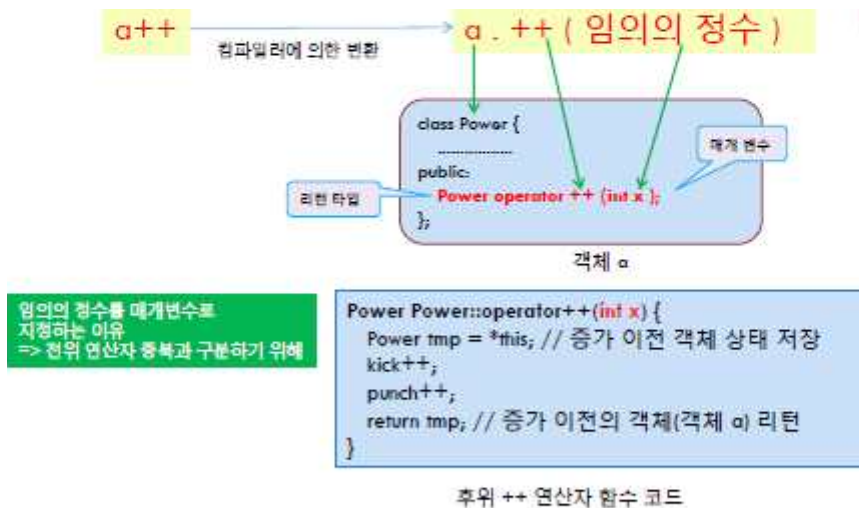 a++
컴파일러에 의한 변환
a . ++ ( 임의의 정수 )
class Power {
..................
public:
Power operator ++ (int x );
};
매개 변수
리턴 타입
객체 a
임의의 정수를 매개변수로
지정하는 이유
=> 전위 연산자 중복과 구분하기 위해
Power Power::operator++(int x) {
Power tmp = *this; // 증가 이전 객체 상태 저장
kick++;
punch++;
return tmp; // 증가 이전의 객체(객체 a) 리턴
}
후위 ++ 연산자 함수 코드